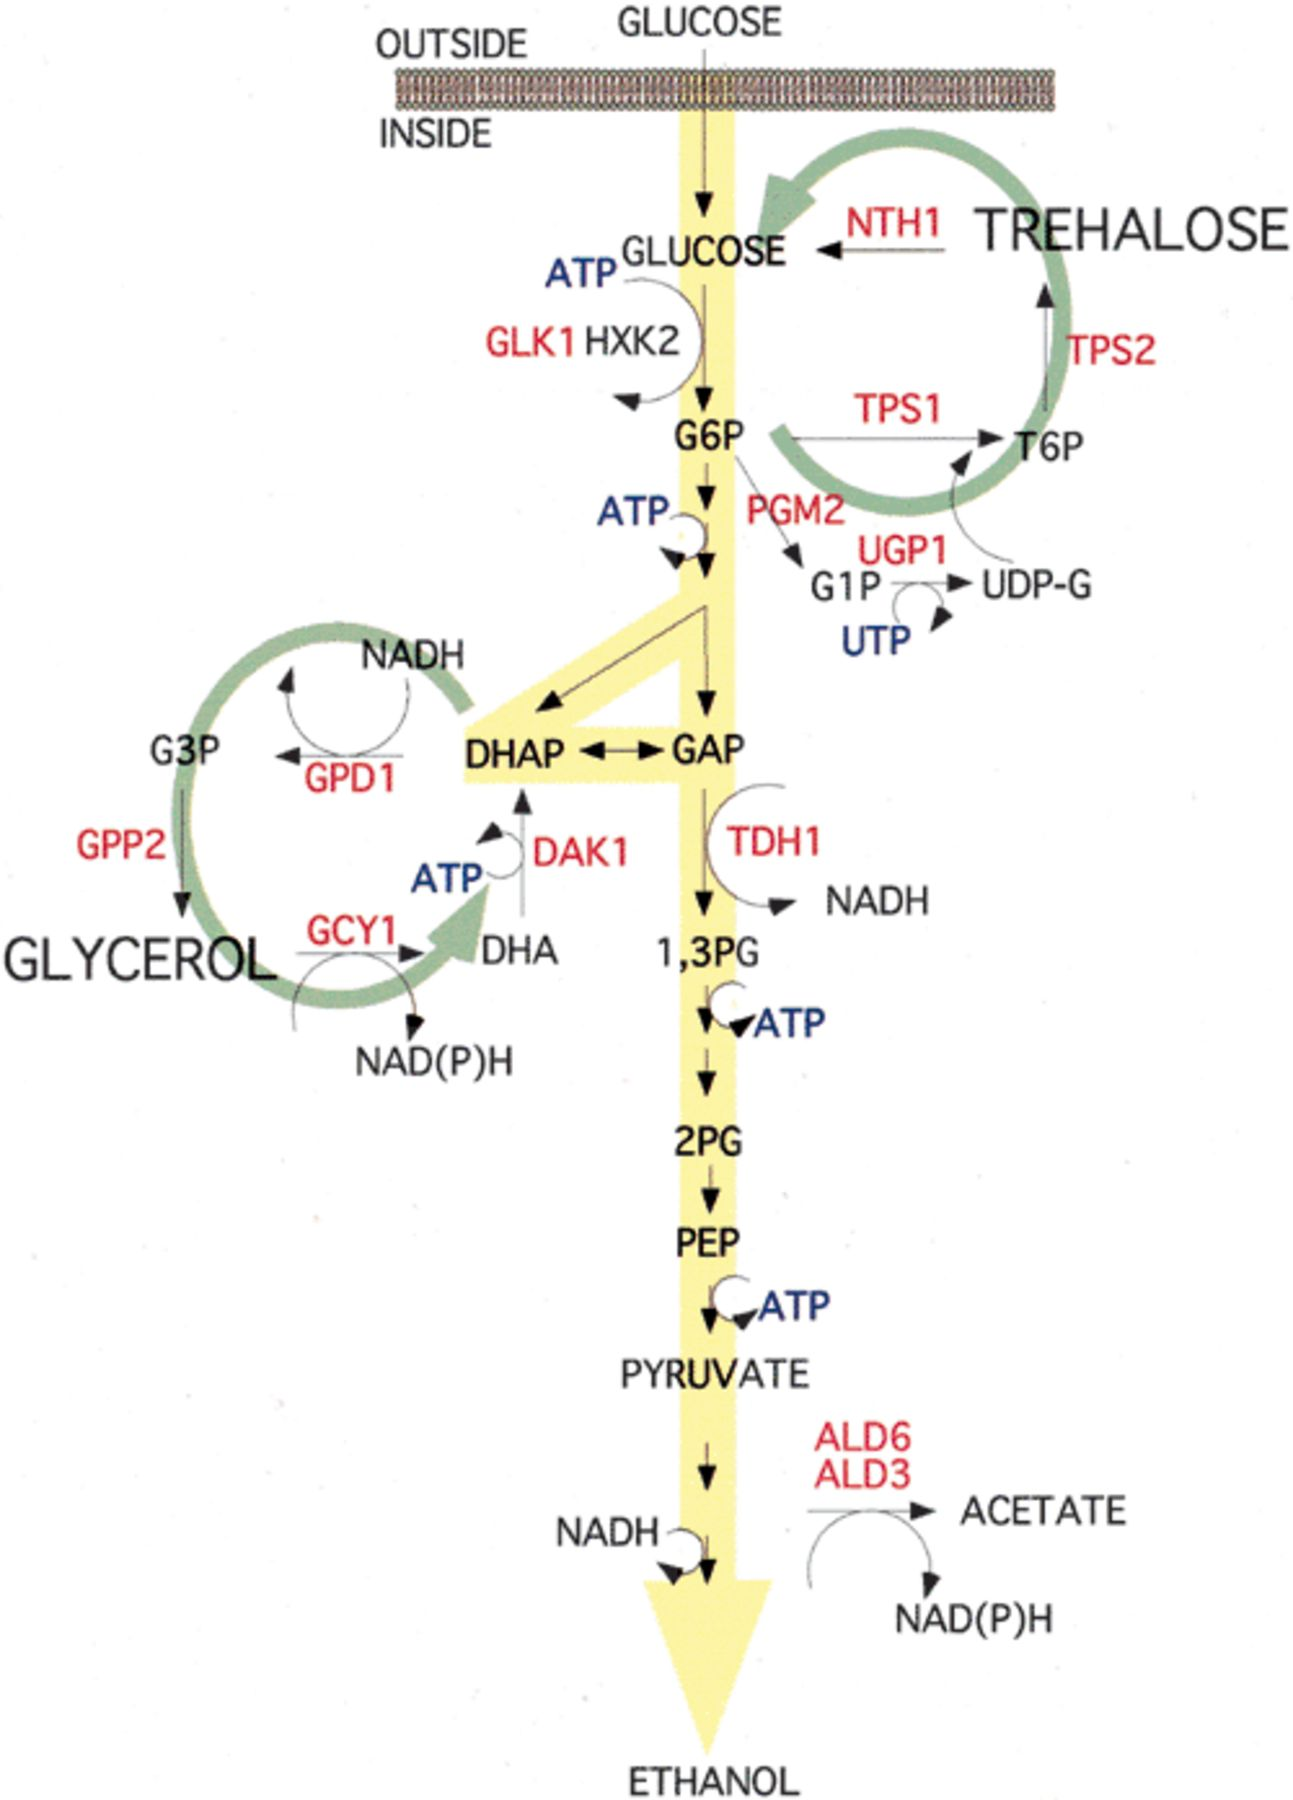 GLUCOSE
OUTSIDE
INSIDE
NTH1
TREHALOSE
GLUCOSE
ATP
GLK1 HXK2
TPS2
TPS1
G6P
T6P
ATP
PGM2
UGP1
G1P
UDP-G
UTP
NADH
G3P
DHAP
GAP
GPD1
GPP2
DAK1
TDH1
ATP
NADH
GCY1
GLYCEROL
DHA
1,3PG
ATP
NAD(P)H
2PG
PEP
ATP
PYRUVATE
ALD6
ALD3
ACETATE
NADH
NAD(P)H
ETHANOL